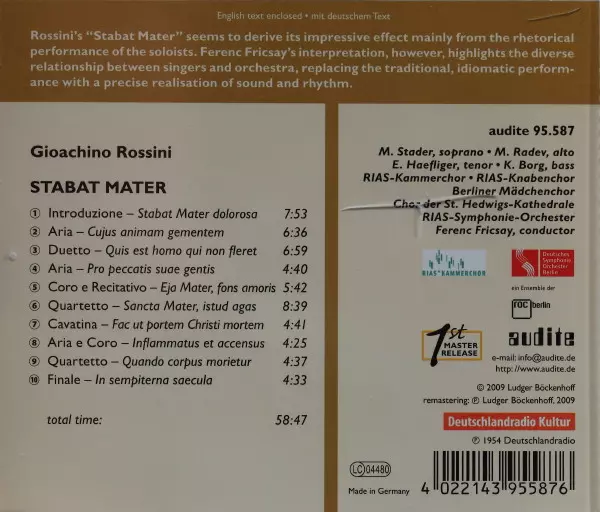 English text enclosed • mit deutschem Text
Rossini's "Stabat Mater" seems to derive its impressive effect mainly from the rhetorical
performance of the soloists. Ferenc Fricsay's interpretation, however, highlights the diverse
relationship between singers and orchestra, replacing the traditional, idiomatic perform-
ance with a precise realisation of sound and rhythm.
Gioachino Rossini
STABAT MATER
1 Introduzione – Stabat Mater dolorosa 7:53
2 Aria – Cujus animam gementem 6:36
3 Duetto – Quis est homo qui non fleret 6:59
4 Aria – Pro peccatis suae gentis 4:40
5 Coro e Recitativo – Eja Mater, fons amoris 5:42
6 Quartetto – Sancta Mater, istud agas 8:39
7 Cavatina – Fac ut portem Christi mortem 4:41
8 Aria e Coro – Inflammatus et accensus 4:25
9 Quartetto – Quando corpus morietur 4:37
10 Finale – In sempiterna saecula 4:33
total time: 58:47
audite 95.587
M. Stader, soprano • M. Radev, alto
E. Haefliger, tenor • K. Borg, bass
RIAS-Kammerchor • RIAS-Knabenchor
Berliner Mädchenchor
Chor der St. Hedwigs-Kathedrale
RIAS-Symphonie-Orchester
Ferenc Fricsay, conductor
RIAS KAMMERCHOR
Deutsches
Symphonie
Orchester
Berlin
ein Ensemble der
roc berlin
1st
MASTER
RELEASE
audite
e-mail: info@audite.de
http://www.audite.de
© 2009 Ludger Böckenhoff
remastering: ℗ Ludger Böckenhoff, 2009
Deutschlandradio Kultur
℗ 1954 Deutschlandradio
LC 04480
Made in Germany
4 022143 955876